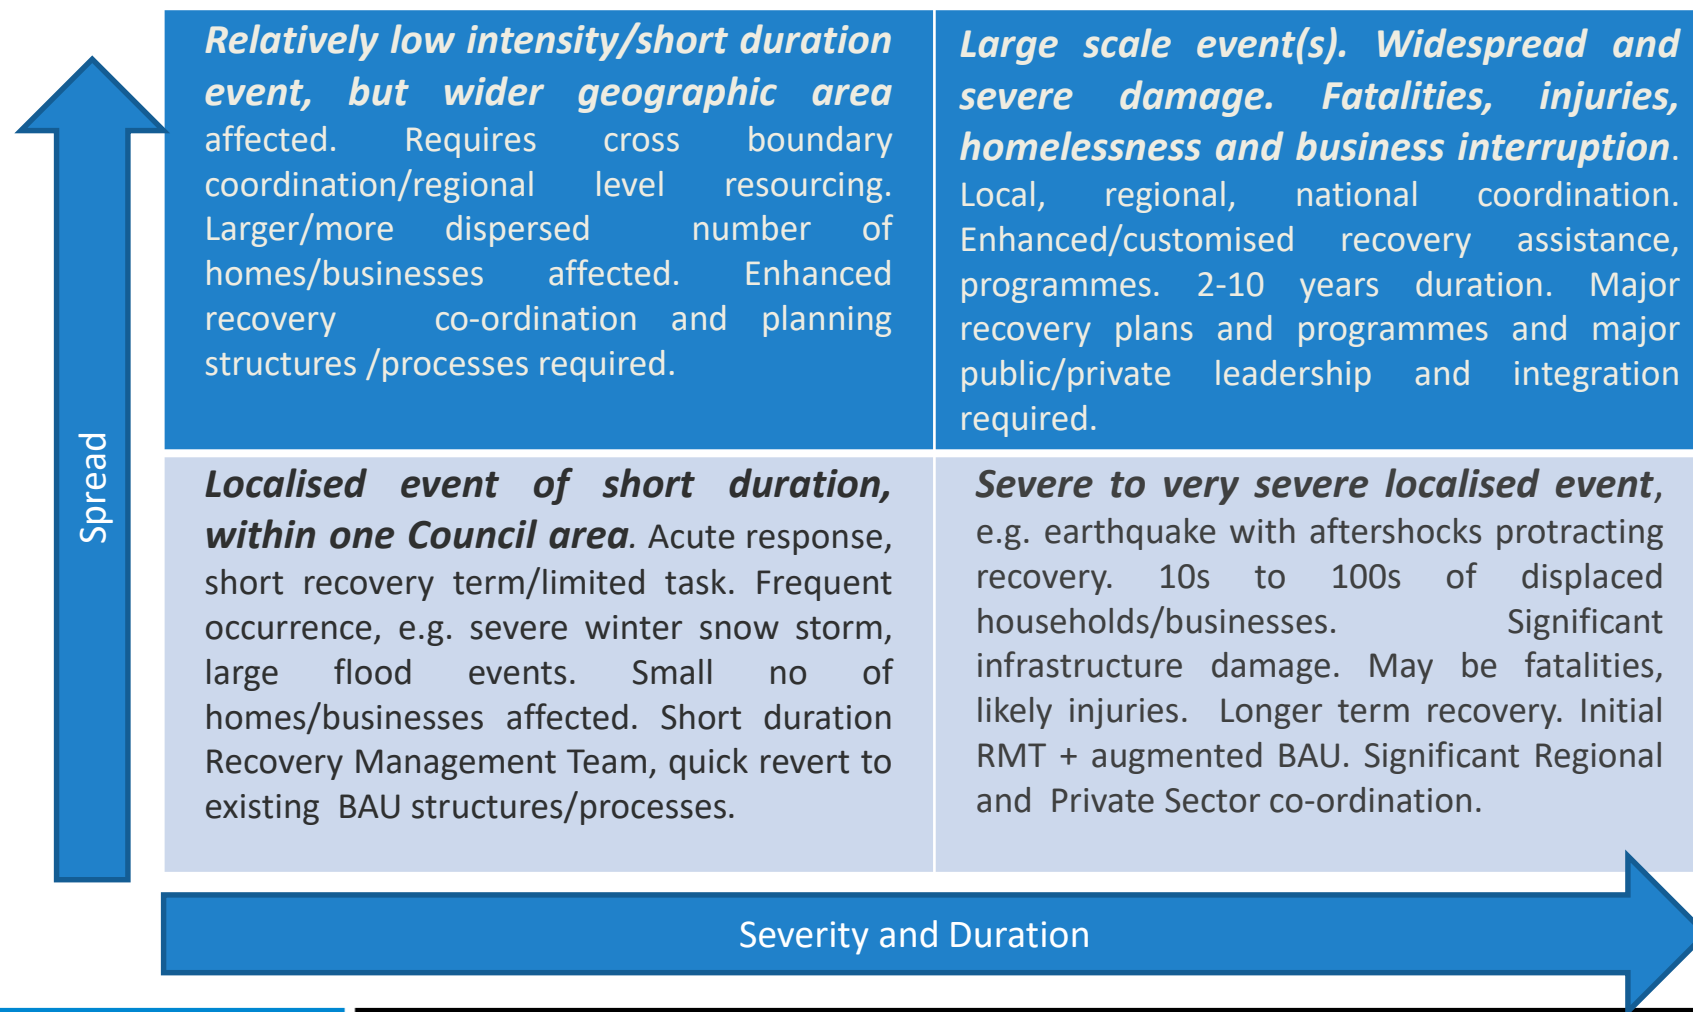 Relatively low intensity/short duration
event, but wider geographic area
affected. Requires cross boundary
coordination/regional level resourcing.
Larger/more dispersed number of
homes/businesses affected. Enhanced
recovery co-ordination and planning
structures /processes required.
Large scale event(s). Widespread and
severe damage. Fatalities, injuries,
homelessness and business interruption.
Local, regional, national coordination.
Enhanced/customised recovery assistance,
programmes. 2-10 years duration. Major
recovery plans and programmes and major
public/private leadership and integration
required.
Spread
Localised event of short duration,
within one Council area. Acute response,
short recovery term/limited task. Frequent
occurrence, e.g. severe winter snow storm,
large flood events. Small no of
homes/businesses affected. Short duration
Recovery Management Team, quick revert to
existing BAU structures/processes.
Severe to very severe localised event,
e.g. earthquake with aftershocks protracting
recovery. 10s to 100s of displaced
households/businesses. Significant
infrastructure damage. May be fatalities,
likely injuries. Longer term recovery. Initial
RMT + augmented BAU. Significant Regional
and Private Sector co-ordination.
Severity and Duration